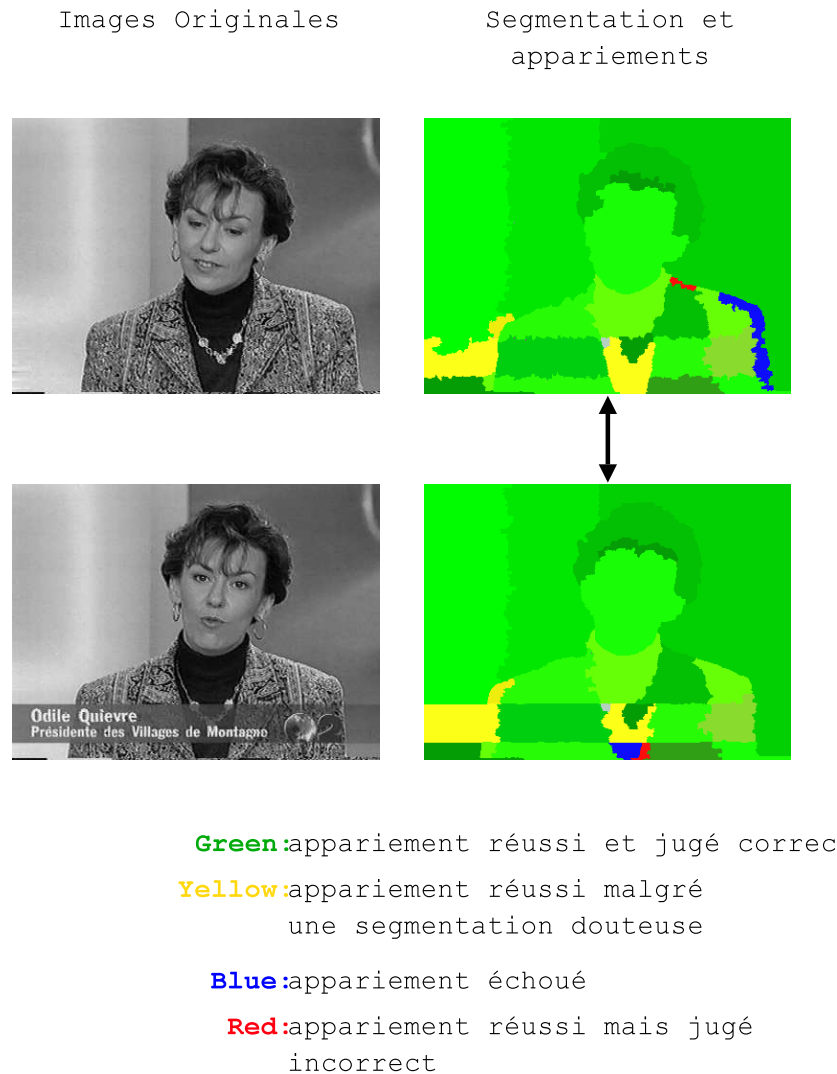 Images Originales
Segmentation et
appariements
Odile Quievre
Présidente des Villages de Montagne
Green:appariement réussi et jugé correc
Yellow:appariement réussi malgré
une segmentation douteuse
Blue:appariement échoué
Red:appariement réussi mais jugé
incorrect